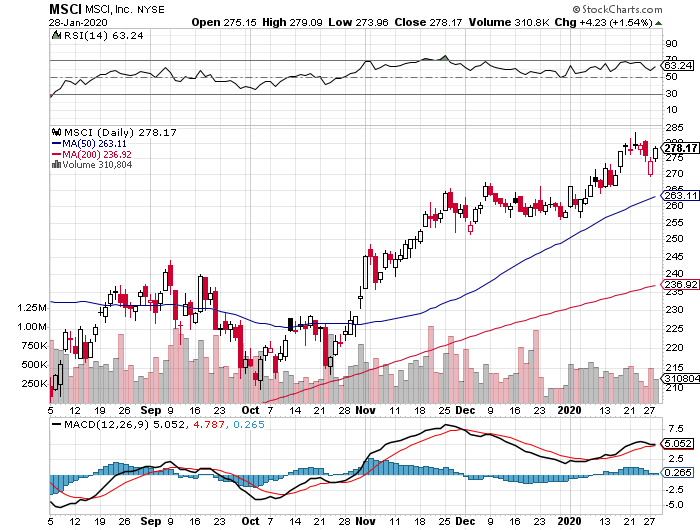 MSCI MSCI, Inc. NYSE © StockCharts.com
28-Jan-2020 Open 275.15 High 279.09 Low 273.96 Close 278.17 Volume 310.8K Chg +4.23 (+1.54%)
RSI(14) 63.24
90
70
63.24
50
30
10
MSCI (Daily) 278.17
MA(50) 263.11
MA(200) 236.92
Volume 310,804
285
280
278.17
275
270
265
263.11
260
255
250
245
240
236.92
235
230
225
220
215
310804
210
1.25M
1.00M
750K
500K
250K
5 12 19 26 Sep 9 16 23 Oct 7 14 21 28 Nov 11 18 25 Dec 9 16 23 2020 13 21 27
MACD(12,26,9) 5.052, 4.787, 0.265
7.5
5.052
2.5
0.265
-2.5
-5.0
5 12 19 26 Sep 9 16 23 Oct 7 14 21 28 Nov 11 18 25 Dec 9 16 23 2020 13 21 27